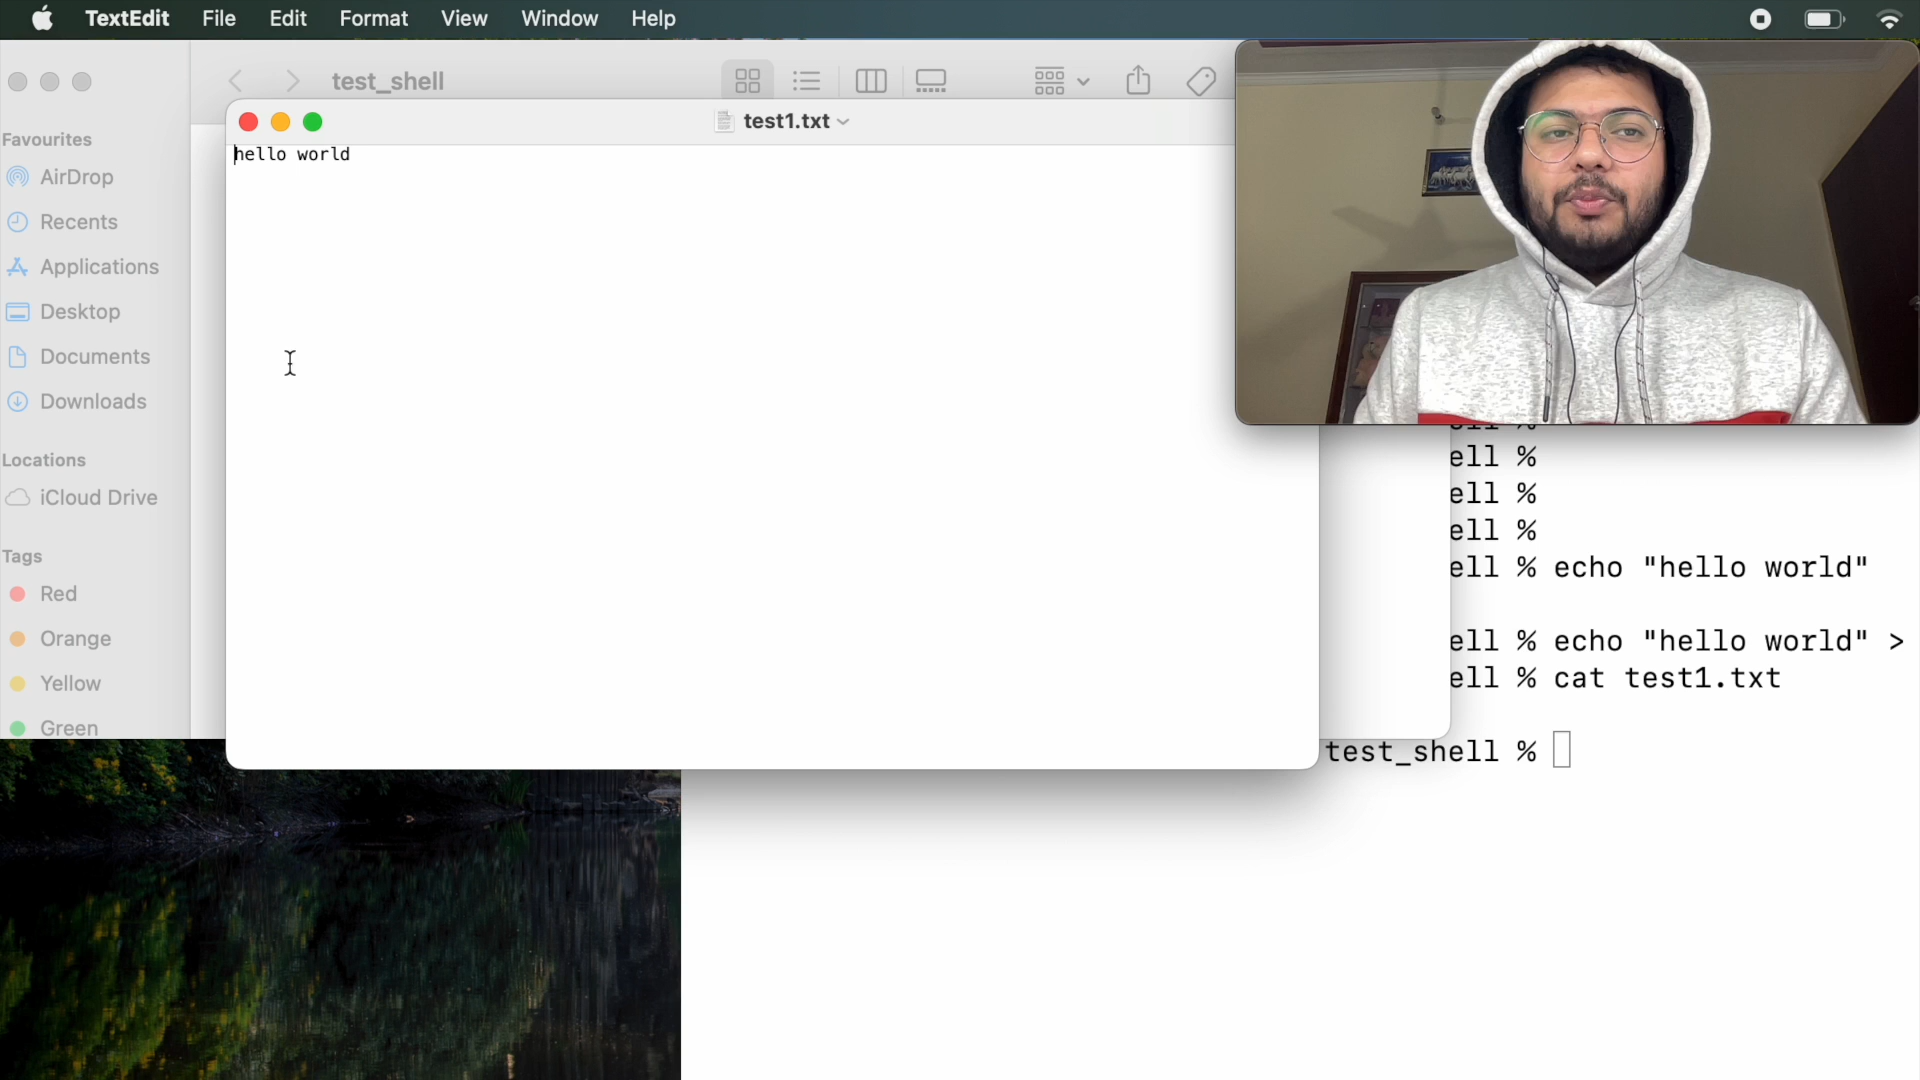 TextEdit File Edit Format View Window Help
test_shell
test1.txt
hello world
Favourites
AirDrop
Recents
Applications
Desktop
Documents
Downloads
Locations
iCloud Drive
Tags
Red
Orange
Yellow
Green
ell %
ell %
ell %
ell % echo "hello world"
ell % echo "hello world" >
ell % cat test1.txt
test_shell %